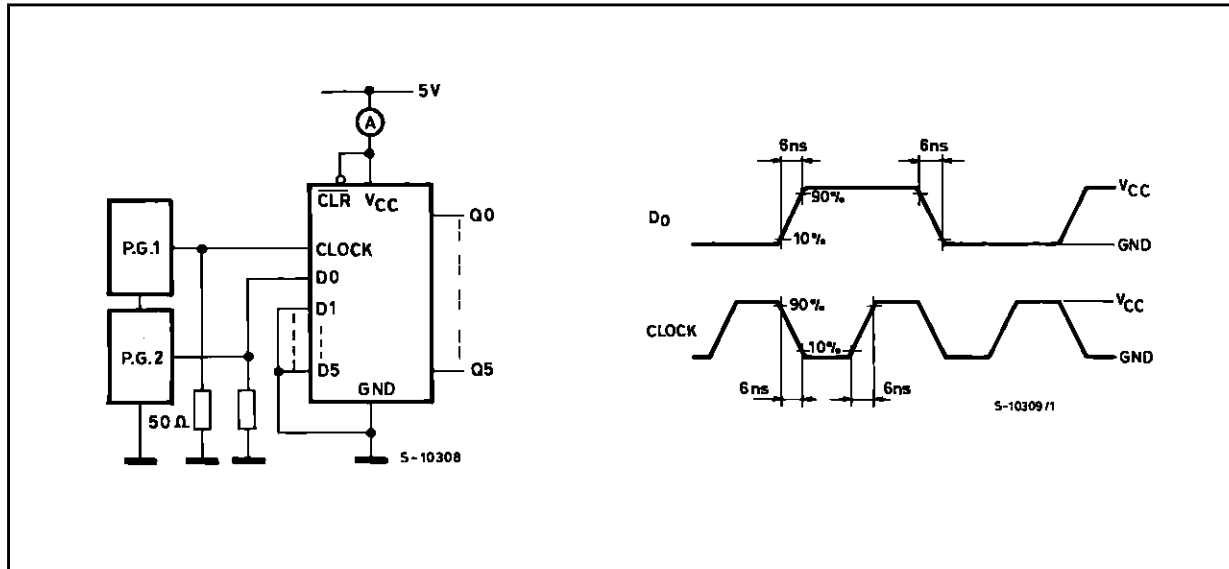 5V
A
CLR VCC
P.G.1
CLOCK
D0
D1
P.G.2
D5
GND
50Ω
Q0
Q5
S-10308
6ns 6ns
D0
90%
10%
VCC
GND
CLOCK
90%
10%
VCC
GND
6ns 6ns
S-10309/1